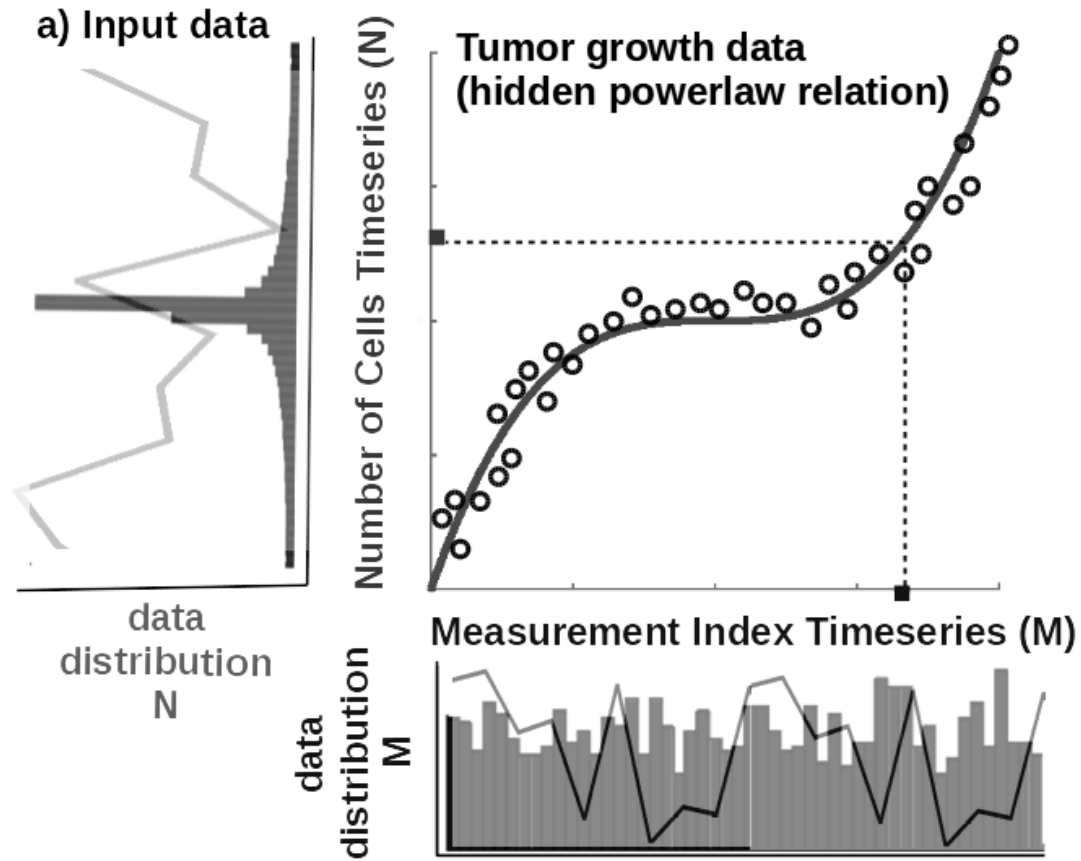 a) Input data
Tumor growth data
(hidden powerlaw relation)
Number of Cells Timeseries (N)
data
distribution
N
Measurement Index Timeseries (M)
data
distribution
M